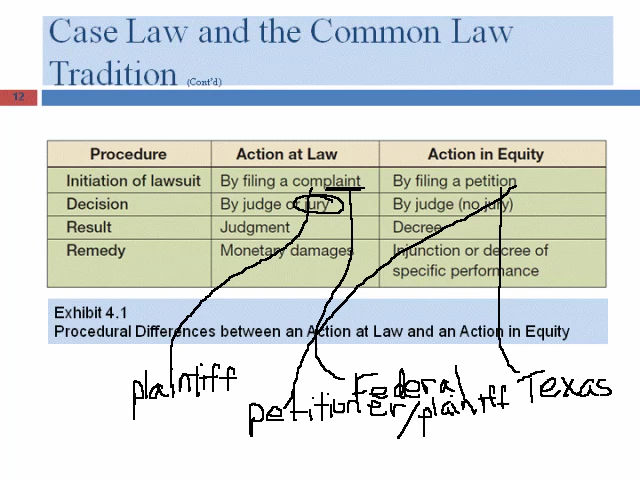 Case Law and the Common Law
Tradition (Cont'd)
12
Procedure Action at Law Action in Equity
Initiation of lawsuit By filing a complaint By filing a petition
Decision By judge or jury By judge (no jury)
Result Judgment Decree
Remedy Monetary damages Injunction or decree of
specific performance
Exhibit 4.1
Procedural Differences between an Action at Law and an Action in Equity
plaintiff Federal Texas
petitioner/plaintiff